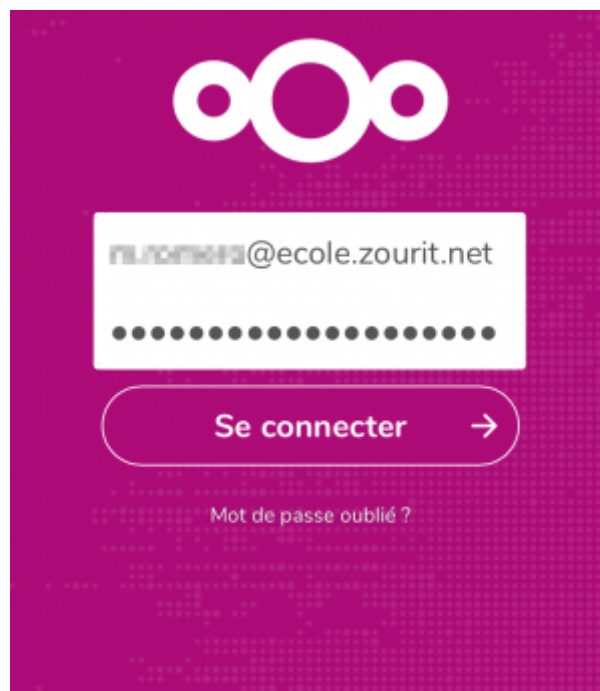 @ecole.zourit.net
●●●●●●●●●●●●●●●●●●●●
Se connecter →
Mot de passe oublié ?